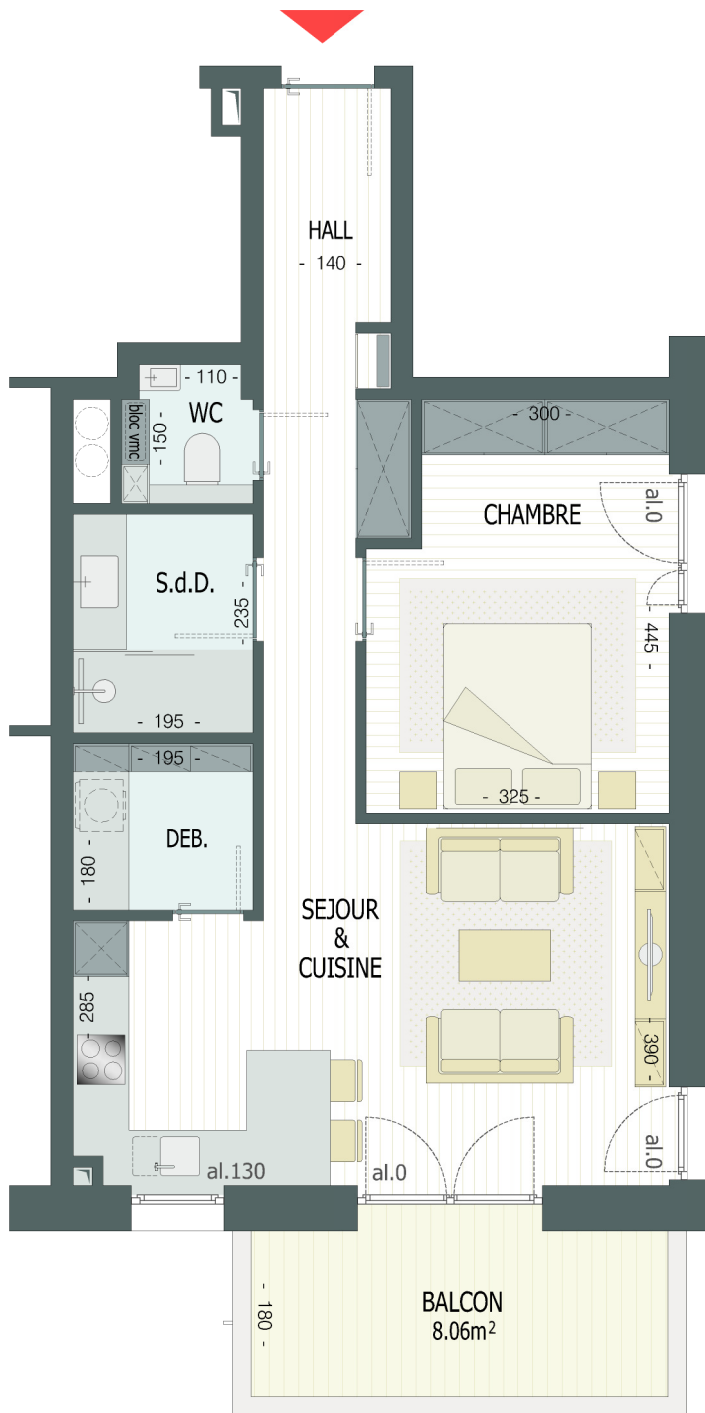 HALL
- 140 -
- 110 -
WC
bloc vmc
- 150 -
- 300 -
CHAMBRE
al.0
S.d.D.
- 235 -
- 445 -
- 195 -
- 195 -
- 325 -
DEB.
- 180 -
SEJOUR
&
CUISINE
- 285 -
- 390 -
al.130
al.0
al.0
BALCON
8.06m²
- 180 -